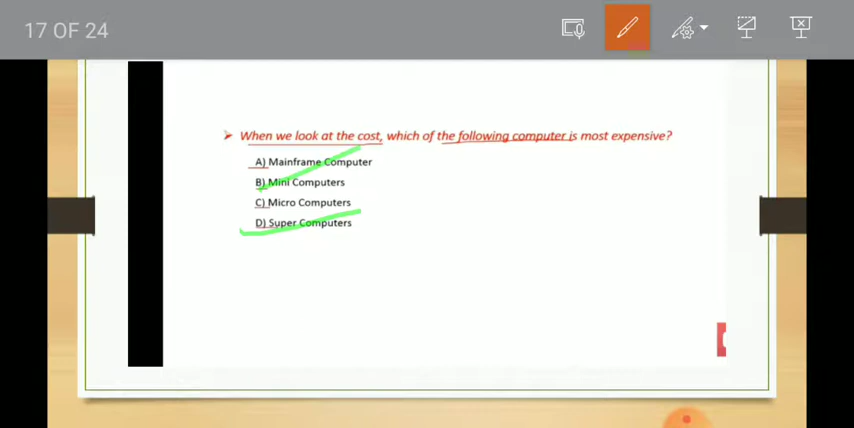 17 OF 24
When we look at the cost, which of the following computer is most expensive?
A) Mainframe Computer
B) Mini Computers
C) Micro Computers
D) Super Computers